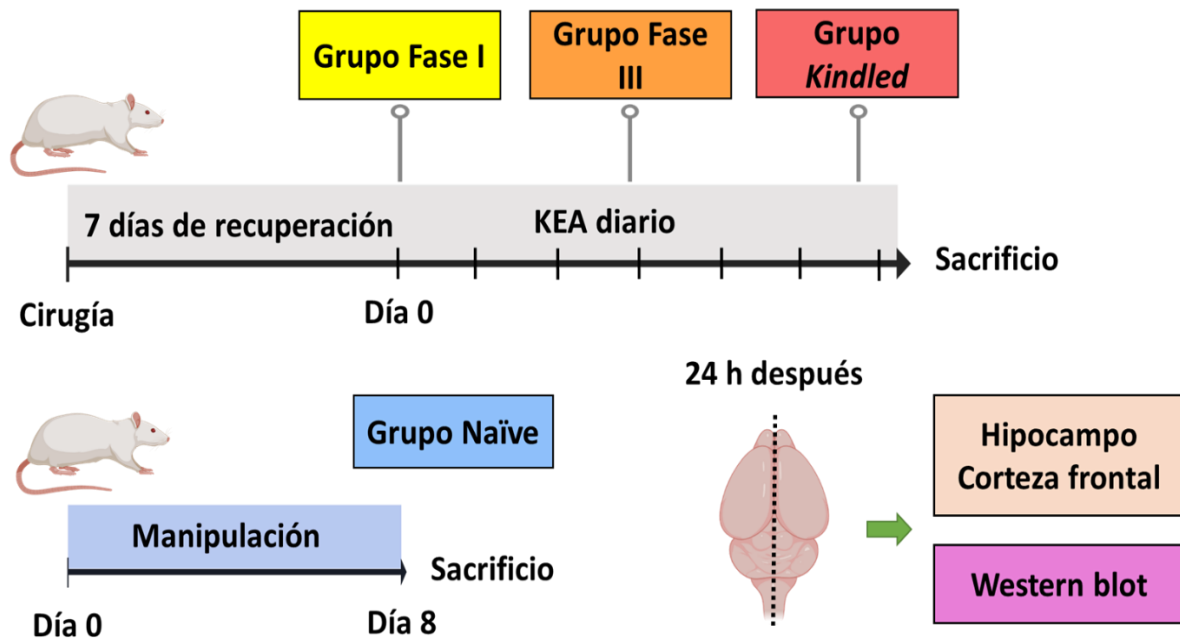 Grupo Fase I
Grupo Fase
III
Grupo
Kindled
7 días de recuperación
KEA diario
Sacrificio
Cirugía
Día 0
24 h después
Grupo Naïve
Hipocampo
Corteza frontal
Manipulación
Sacrificio
Western blot
Día 0
Día 8